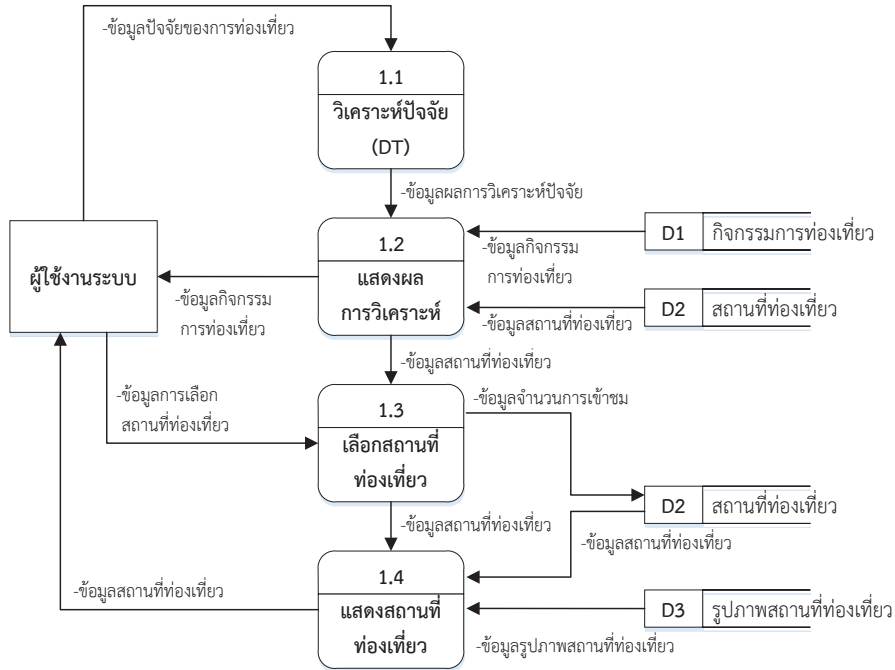 -ข้อมูลปัจจัยของการท่องเที่ยว
1.1
วิเคราะห์ปัจจัย
(DT)
-ข้อมูลผลการวิเคราะห์ปัจจัย
ผู้ใช้งานระบบ
1.2
แสดงผล
การวิเคราะห์
D1 กิจกรรมการท่องเที่ยว
-ข้อมูลกิจกรรม
การท่องเที่ยว
-ข้อมูลกิจกรรม
การท่องเที่ยว
D2 สถานที่ท่องเที่ยว
-ข้อมูลสถานที่ท่องเที่ยว
-ข้อมูลสถานที่ท่องเที่ยว
-ข้อมูลการเลือก
สถานที่ท่องเที่ยว
1.3
เลือกสถานที่
ท่องเที่ยว
-ข้อมูลจำนวนการเข้าชม
D2 สถานที่ท่องเที่ยว
-ข้อมูลสถานที่ท่องเที่ยว
-ข้อมูลสถานที่ท่องเที่ยว
-ข้อมูลสถานที่ท่องเที่ยว
1.4
แสดงสถานที่
ท่องเที่ยว
D3 รูปภาพสถานที่ท่องเที่ยว
-ข้อมูลรูปภาพสถานที่ท่องเที่ยว